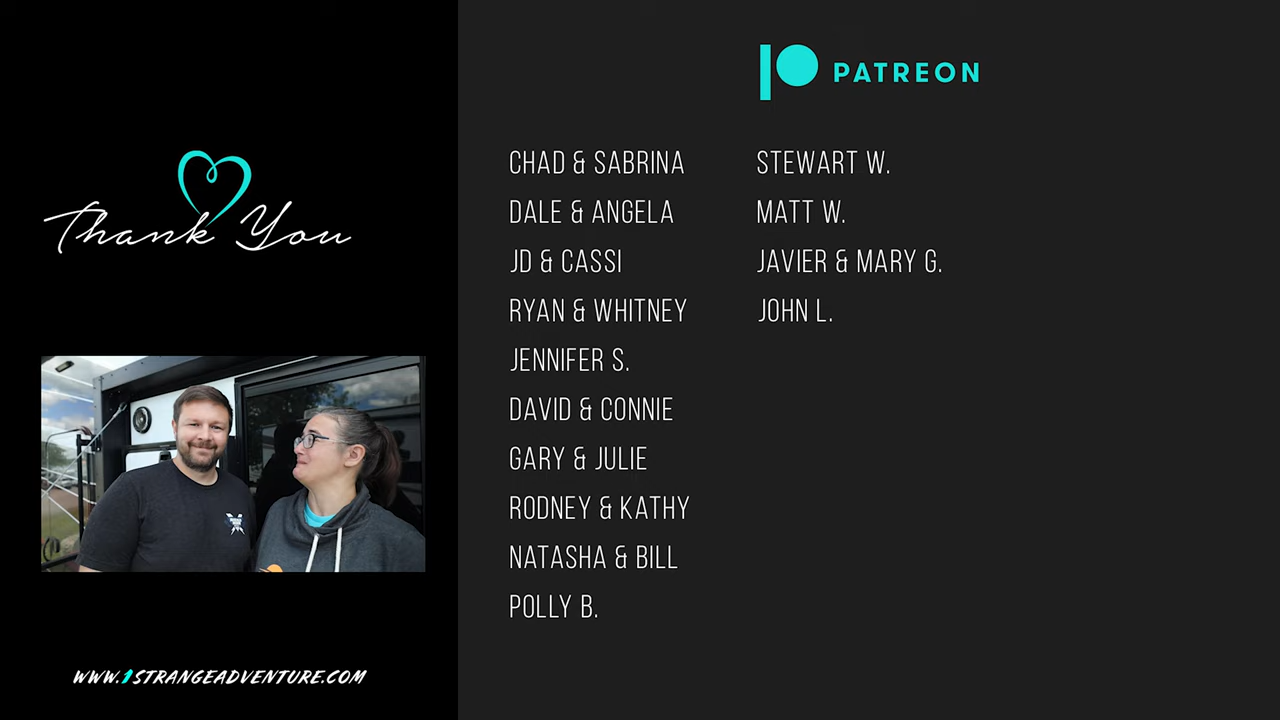 Thank You
WWW.1STRANGEADVENTURE.COM
PATREON
CHAD & SABRINA
DALE & ANGELA
JD & CASSI
RYAN & WHITNEY
JENNIFER S.
DAVID & CONNIE
GARY & JULIE
RODNEY & KATHY
NATASHA & BILL
POLLY B.
STEWART W.
MATT W.
JAVIER & MARY G.
JOHN L.